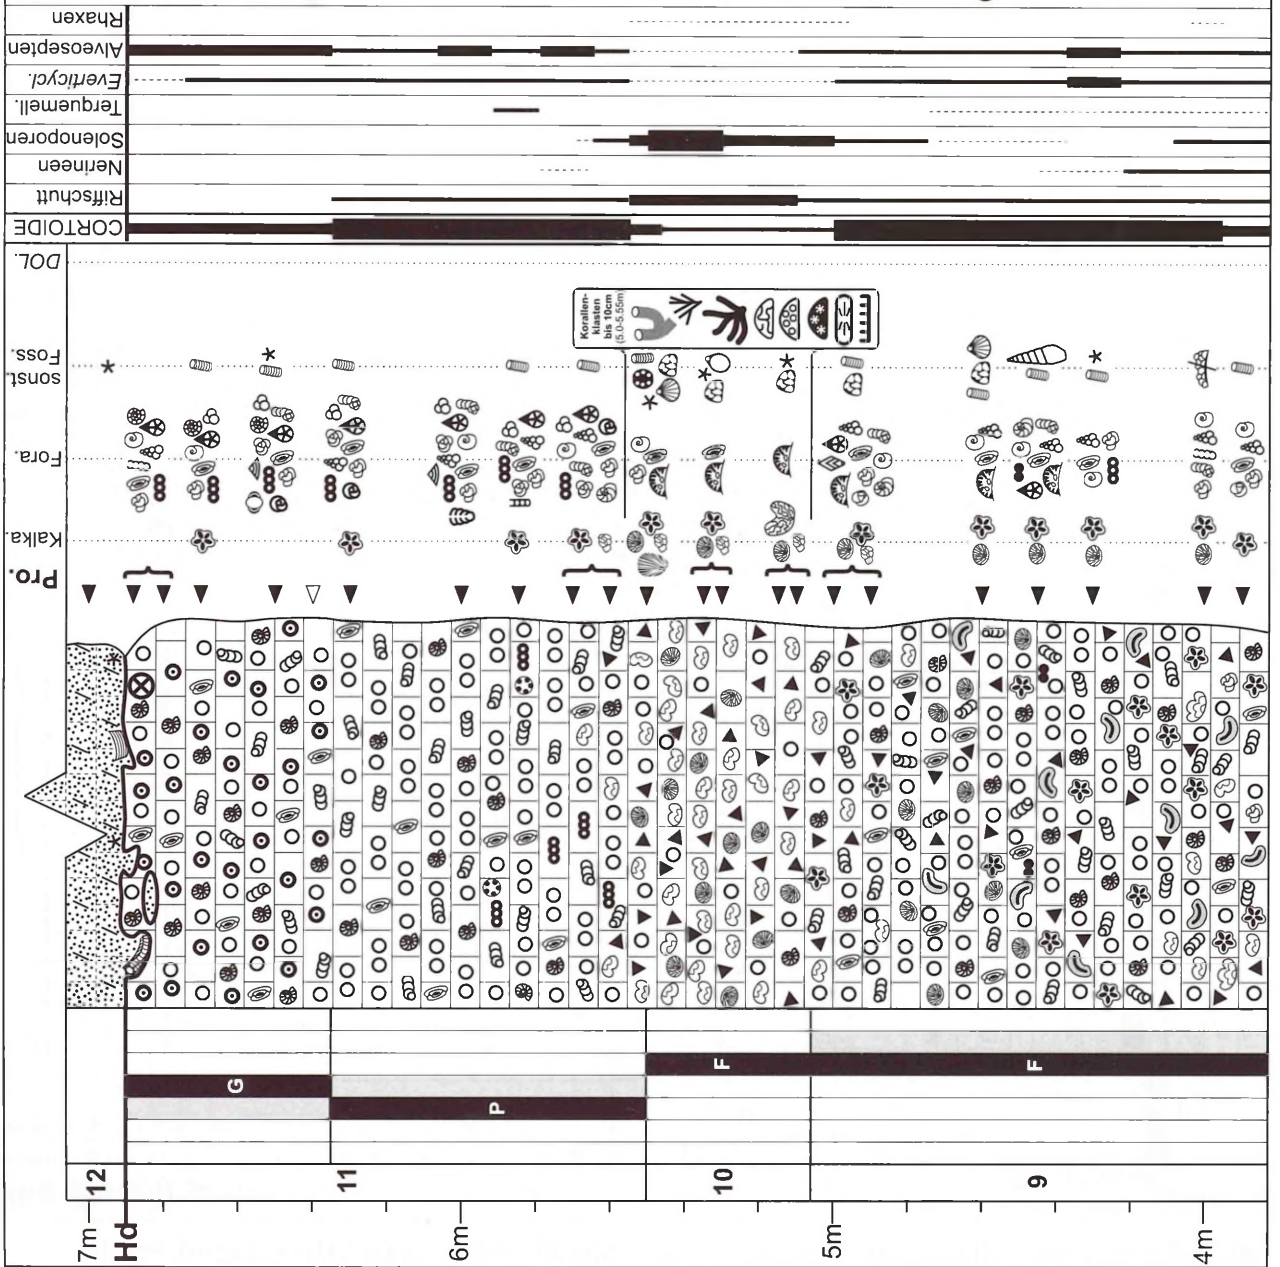 Rhaxen
Alveosepten
Everticycl.
Terquemell.
Solenoporen
Nerineen
Riffschutt
CORTOIDE
DOL.
sonst.
Foss.
Fora.
Kalka.
Pro.
Korallen-
klasten
bis 10cm
(5.0-5.55m)
G
P
F
F
12
11
10
9
7m
Hd
6m
5m
4m